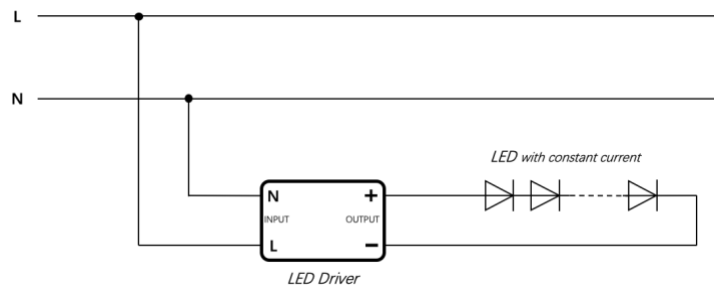 L
N
LED with constant current
N +
INPUT OUTPUT
L −
LED Driver